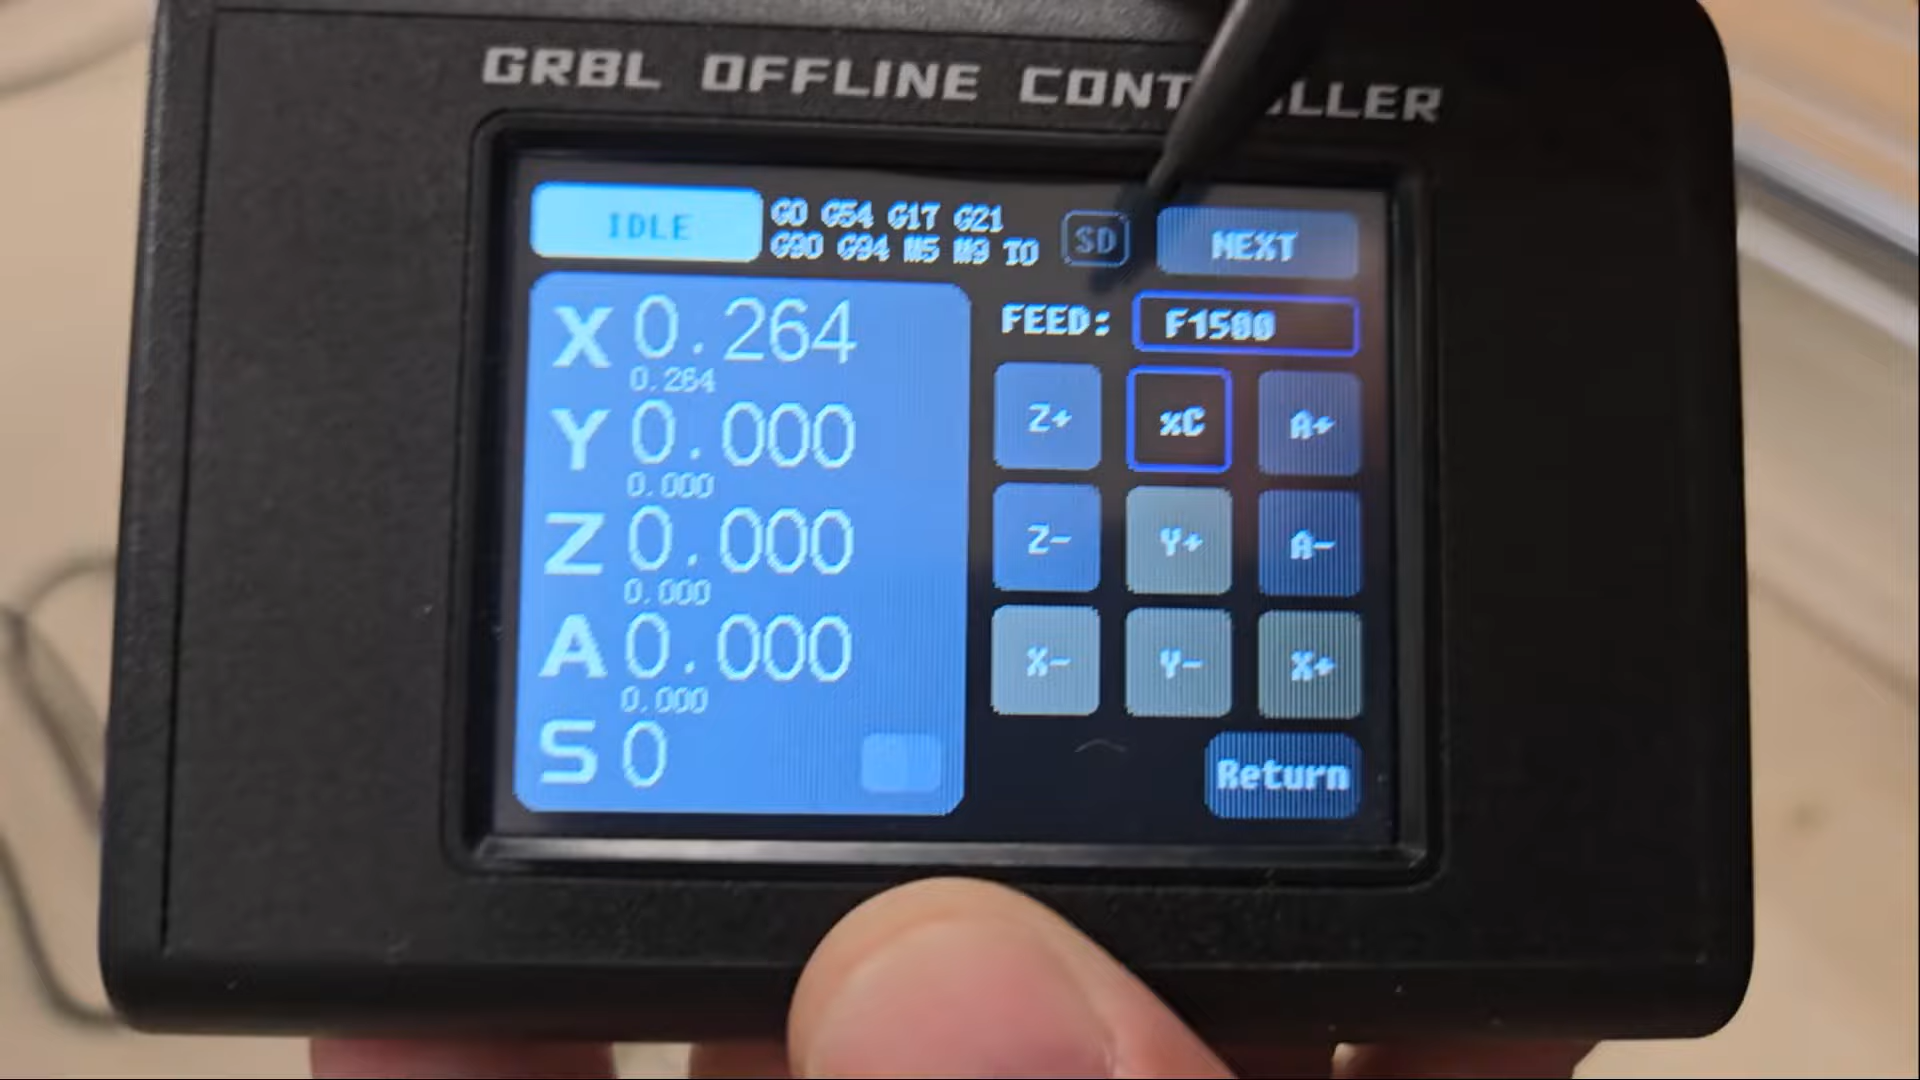 GRBL OFFLINE CONT LLER
IDLE
G0 G54 G17 G21
G90 G94 M5 M9 T0
SD
NEXT
X 0.264
0.264
Y 0.000
0.000
Z 0.000
0.000
A 0.000
0.000
S 0
FEED: F1500
Z+ %C A+
Z- Y+ A-
X- Y- X+
Return